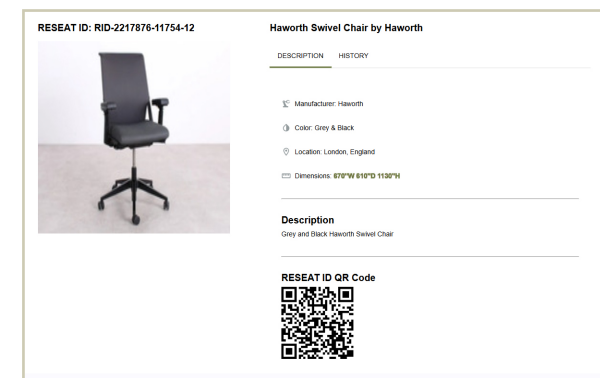 RESEAT ID: RID-2217876-11754-12
Haworth Swivel Chair by Haworth
DESCRIPTION HISTORY
Manufacturer: Haworth
Color: Grey & Black
Location: London, England
Dimensions: 670"W 610"D 1130"H
Description
Grey and Black Haworth Swivel Chair
RESEAT ID QR Code